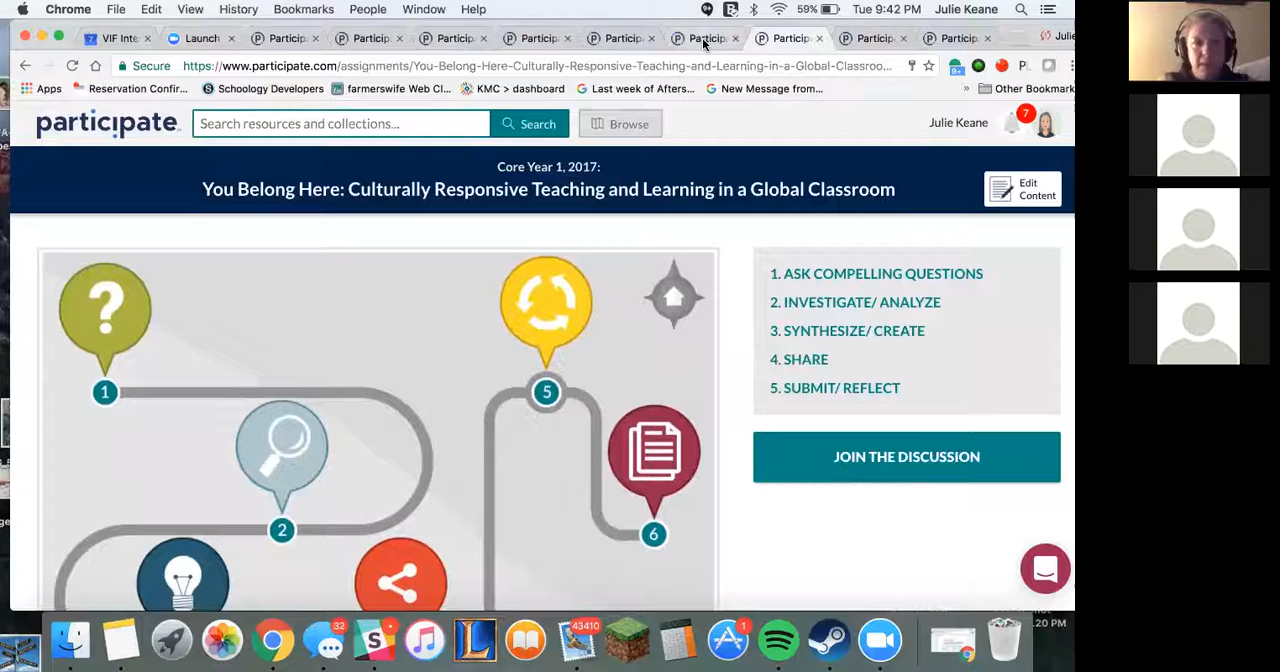 Chrome File Edit View History Bookmarks People Window Help 9+ 59% Tue 9:42 PM Julie Keane
7 VIF Inte × Launch × Particip × Particip × Particip × Particip × Particip × Particip × Particip × Particip × Particip × Julie
Secure https://www.participate.com/assignments/You-Belong-Here-Culturally-Responsive-Teaching-and-Learning-in-a-Global-Classroo...
Apps Reservation Confir... Schoology Developers farmerswife Web Cl... KMC > dashboard Last week of Afters... New Message from... » Other Bookmark
participate Search resources and collections... Search Browse Julie Keane 7
Core Year 1, 2017:
You Belong Here: Culturally Responsive Teaching and Learning in a Global Classroom
Edit
Content
?
1
2
5
6
1. ASK COMPELLING QUESTIONS
2. INVESTIGATE/ ANALYZE
3. SYNTHESIZE/ CREATE
4. SHARE
5. SUBMIT/ REFLECT
JOIN THE DISCUSSION
32
43410
1
.20 PM